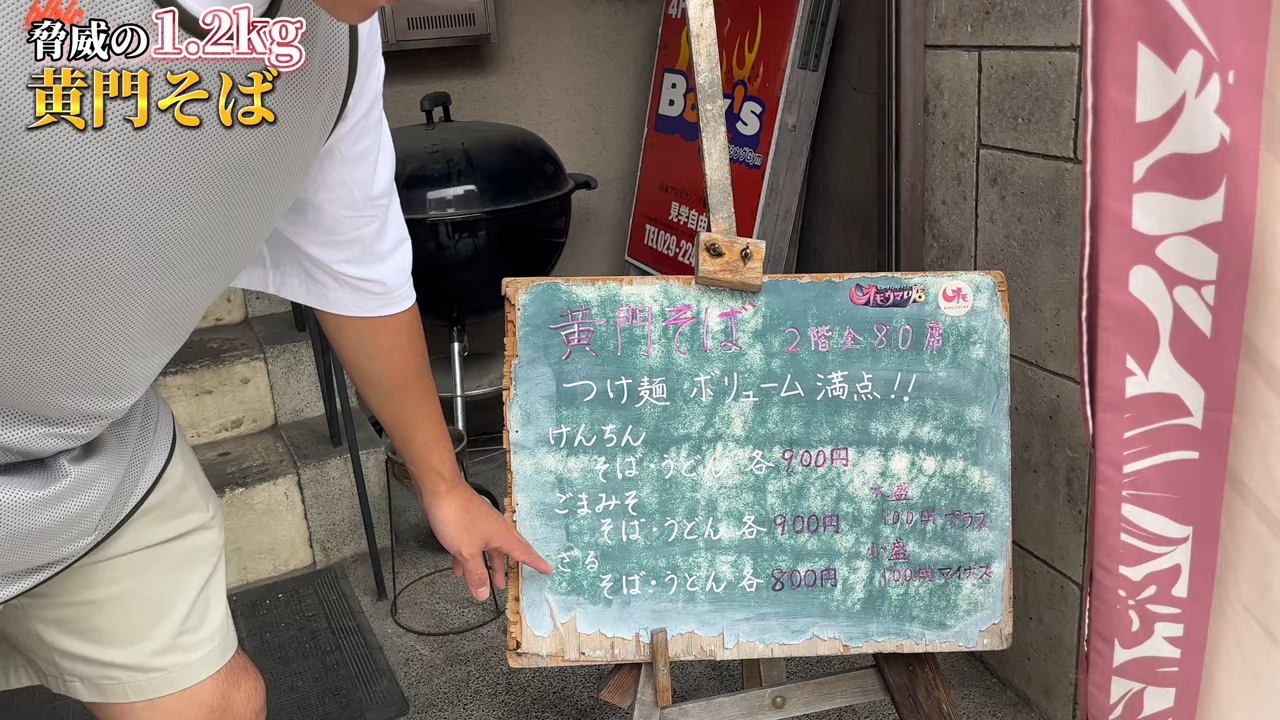 脅威の1.2kg
黄門そば
見学自由
黄門そば 2階全80席
つけ麺 ボリューム満点!!
けんちん
そば・うどん 各900円
ごまみそ
そば・うどん 各900円
大盛
100円プラス
ざる
そば・うどん 各800円
小盛
100円マイナス
オモウマい店